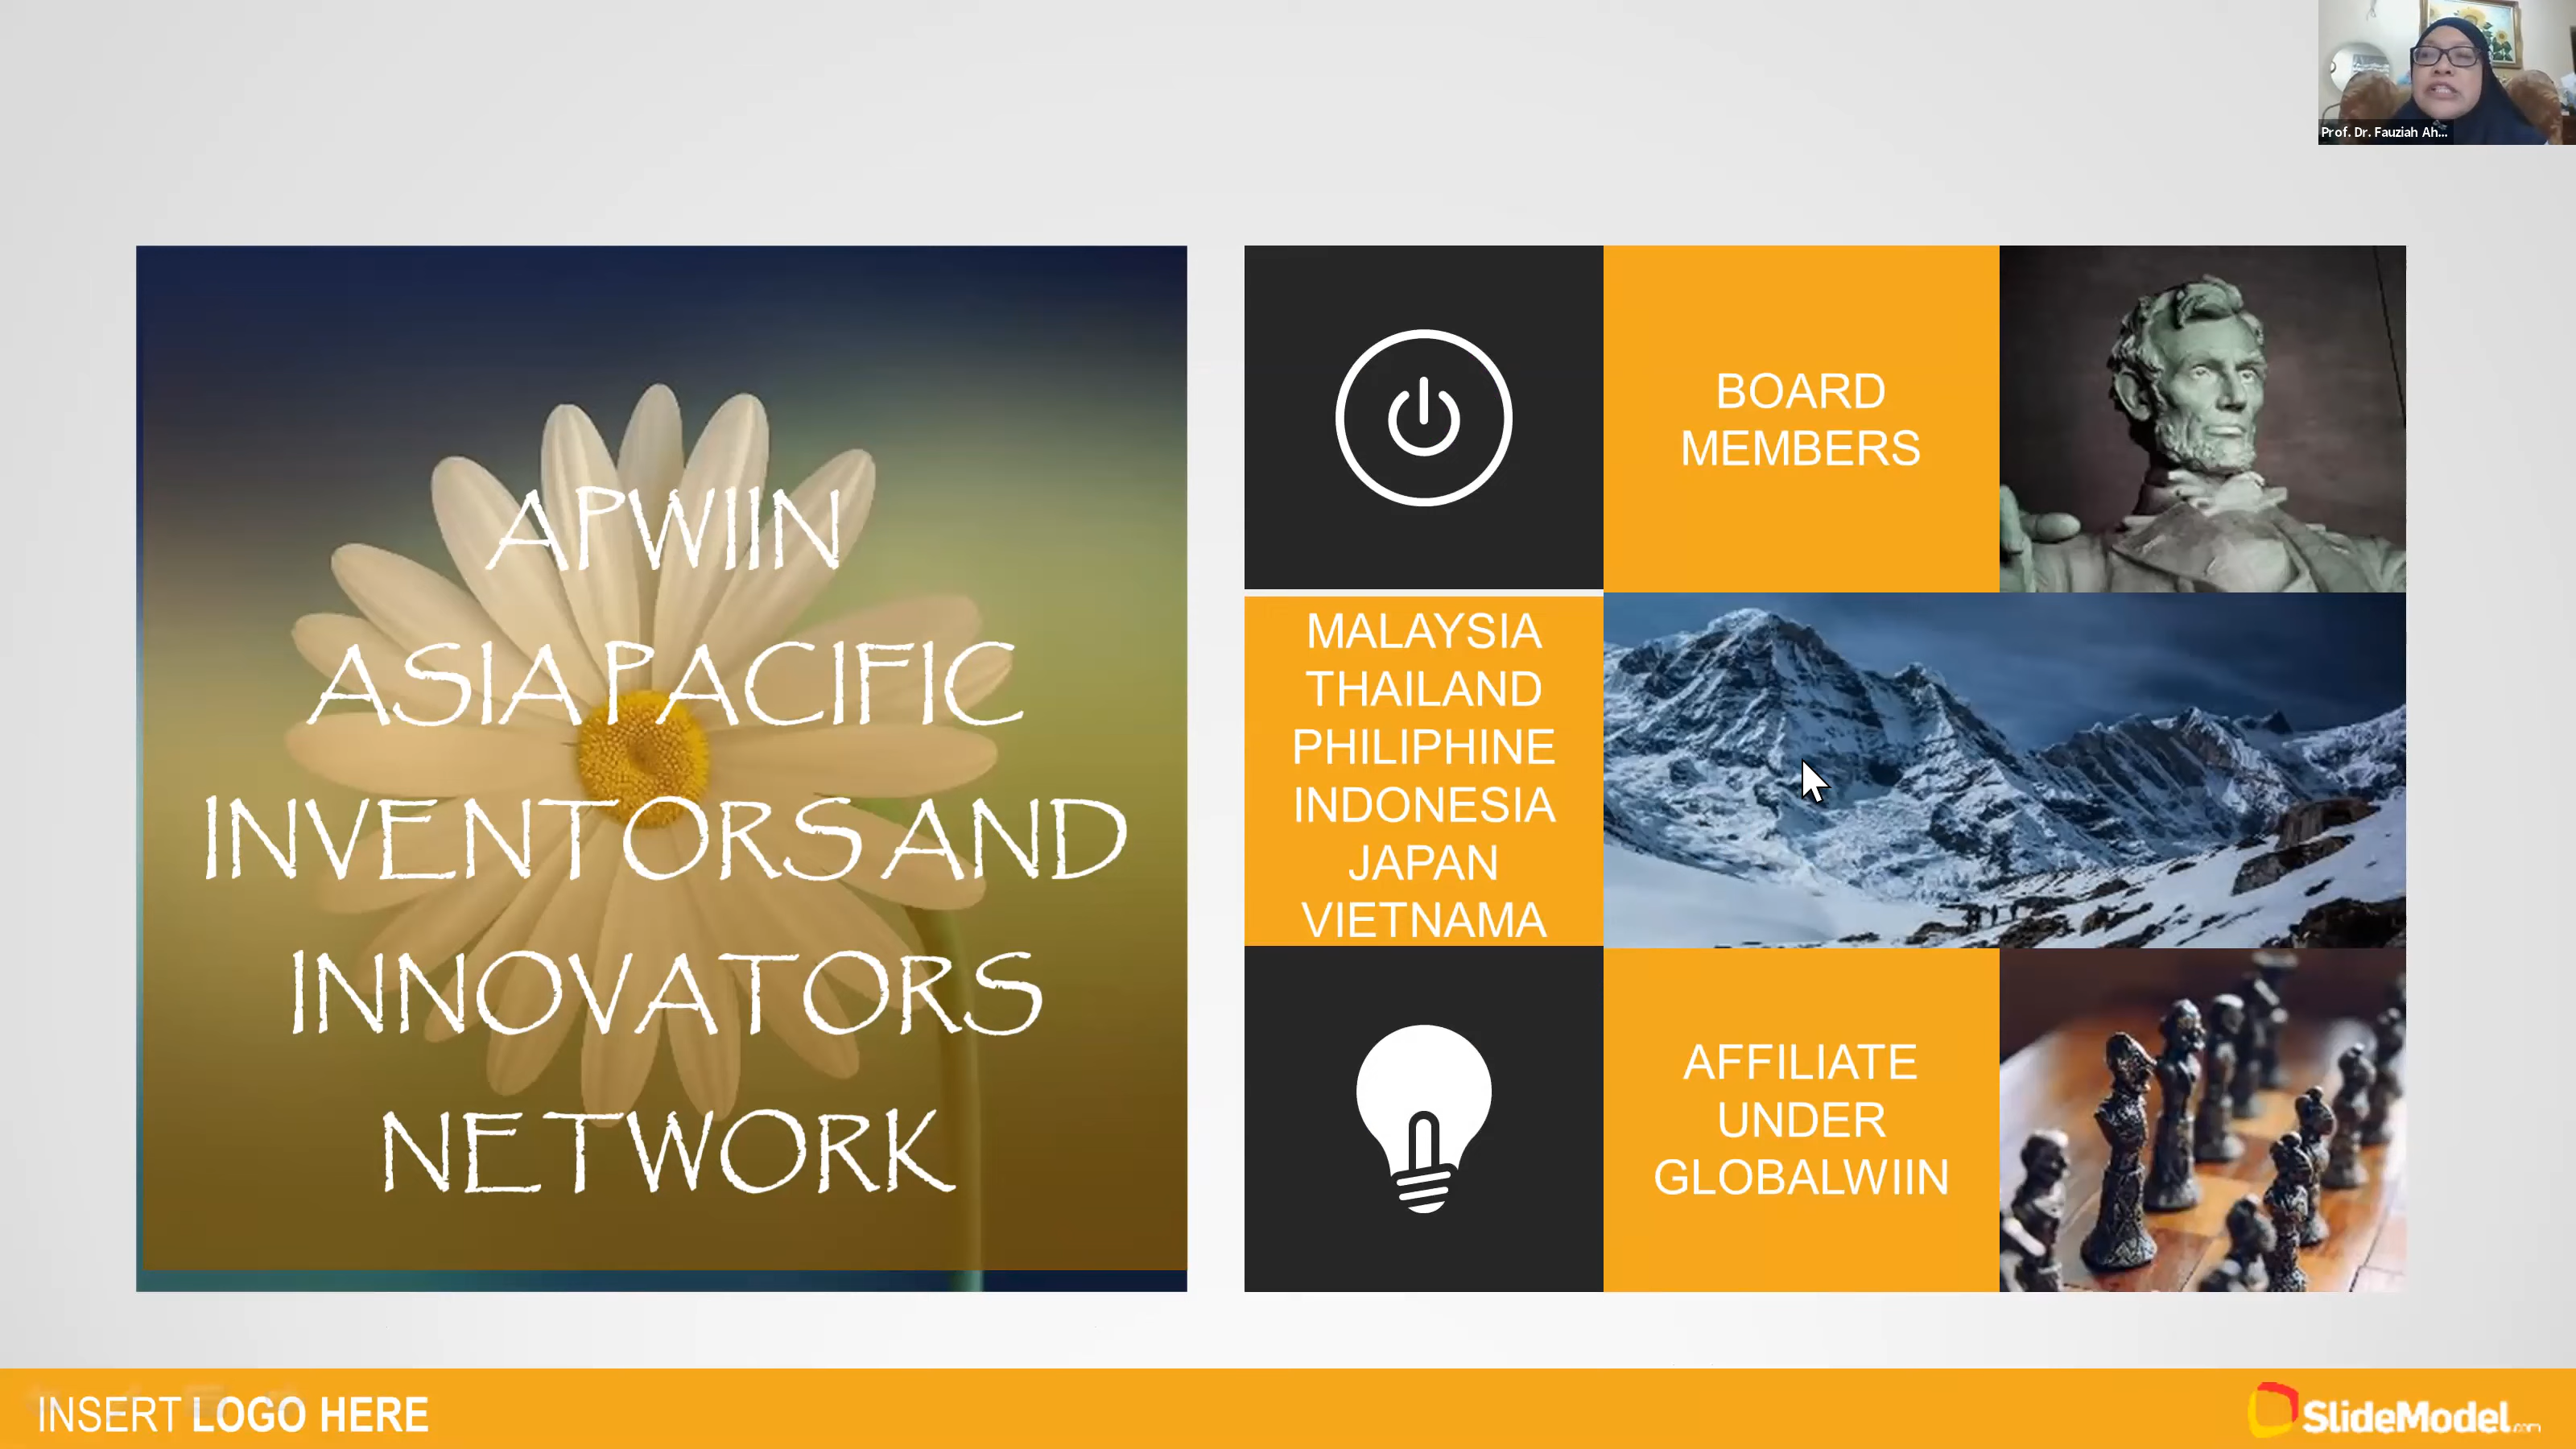 Prof. Dr. Fauziah Ah...
APWIIN
ASIA PACIFIC
INVENTORS AND
INNOVATORS
NETWORK
BOARD
MEMBERS
MALAYSIA
THAILAND
PHILIPHINE
INDONESIA
JAPAN
VIETNAMA
AFFILIATE
UNDER
GLOBALWIIN
INSERT LOGO HERE
SlideModel.com